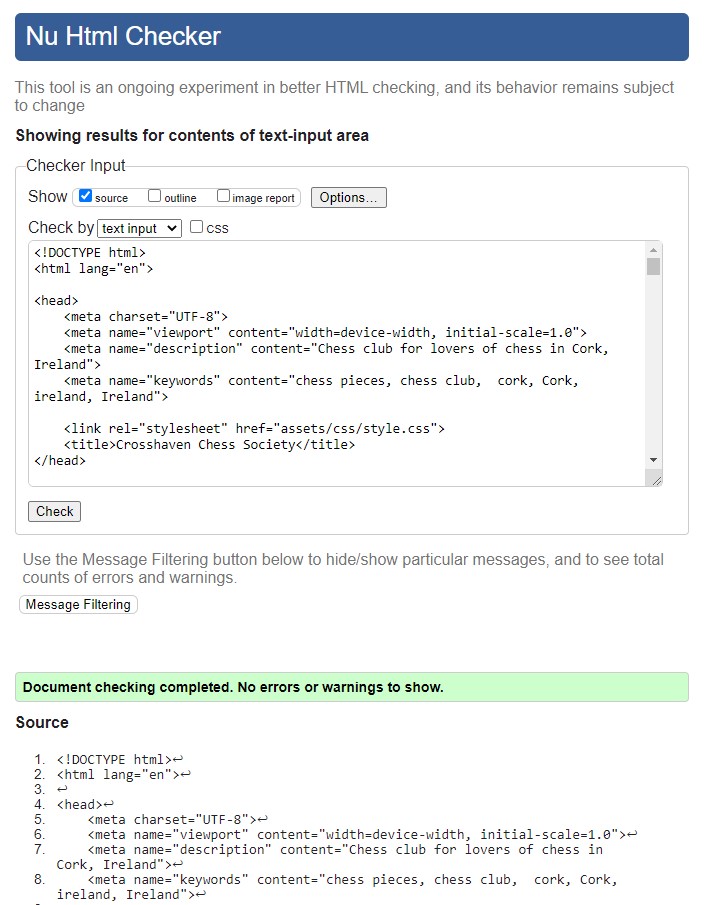 Nu Html Checker
This tool is an ongoing experiment in better HTML checking, and its behavior remains subject
to change
Showing results for contents of text-input area
Checker Input
Show source outline image report Options...
Check by text input css
<!DOCTYPE html>
<html lang="en">
<head>
    <meta charset="UTF-8">
    <meta name="viewport" content="width=device-width, initial-scale=1.0">
    <meta name="description" content="Chess club for lovers of chess in Cork,
Ireland">
    <meta name="keywords" content="chess pieces, chess club,  cork, Cork,
ireland, Ireland">
    <link rel="stylesheet" href="assets/css/style.css">
    <title>Crosshaven Chess Society</title>
</head>
Check
Use the Message Filtering button below to hide/show particular messages, and to see total
counts of errors and warnings.
Message Filtering
Document checking completed. No errors or warnings to show.
Source
1. <!DOCTYPE html>↩
2. <html lang="en">↩
3. ↩
4. <head>↩
5.     <meta charset="UTF-8">↩
6.     <meta name="viewport" content="width=device-width, initial-scale=1.0">↩
7.     <meta name="description" content="Chess club for lovers of chess in
Cork, Ireland">↩
8.     <meta name="keywords" content="chess pieces, chess club,  cork, Cork,
ireland, Ireland">↩